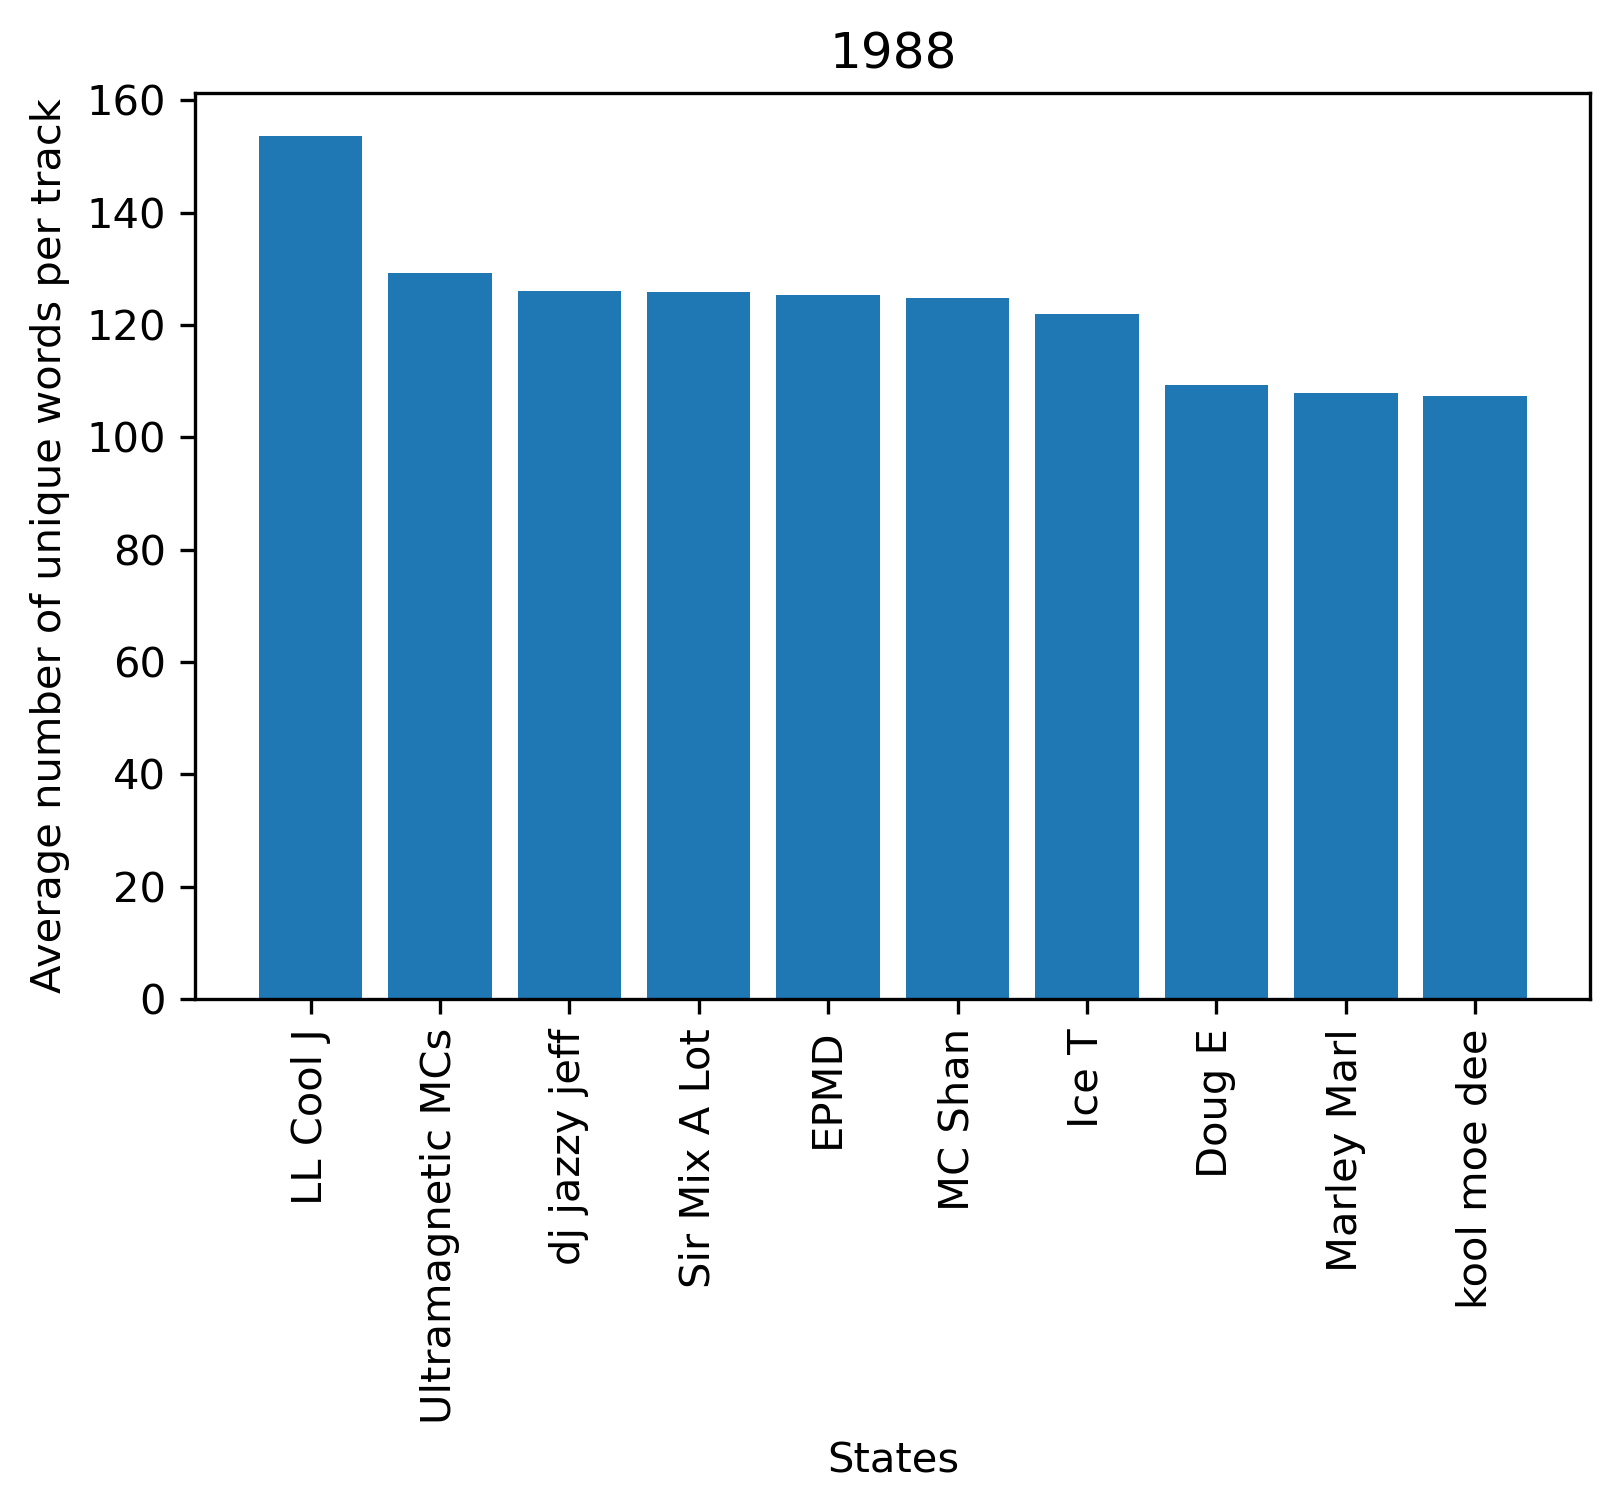 1988
Average number of unique words per track
160
140
120
100
80
60
40
20
0
LL Cool J
Ultramagnetic MCs
dj jazzy jeff
Sir Mix A Lot
EPMD
MC Shan
Ice T
Doug E
Marley Marl
kool moe dee
States